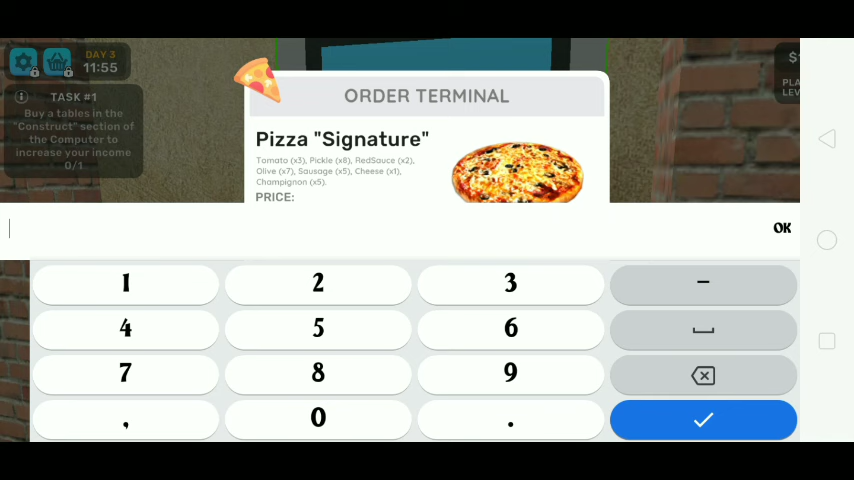 DAY 3
11:55
TASK #1
Buy a tables in the
"Construct" section of
the Computer to
increase your income
0/1
ORDER TERMINAL
Pizza "Signature"
Tomato (x3), Pickle (x8), RedSauce (x2),
Olive (x7), Sausage (x5), Cheese (x1),
Champignon (x5).
PRICE:
OK
1 2 3 −
4 5 6
7 8 9
, 0 .